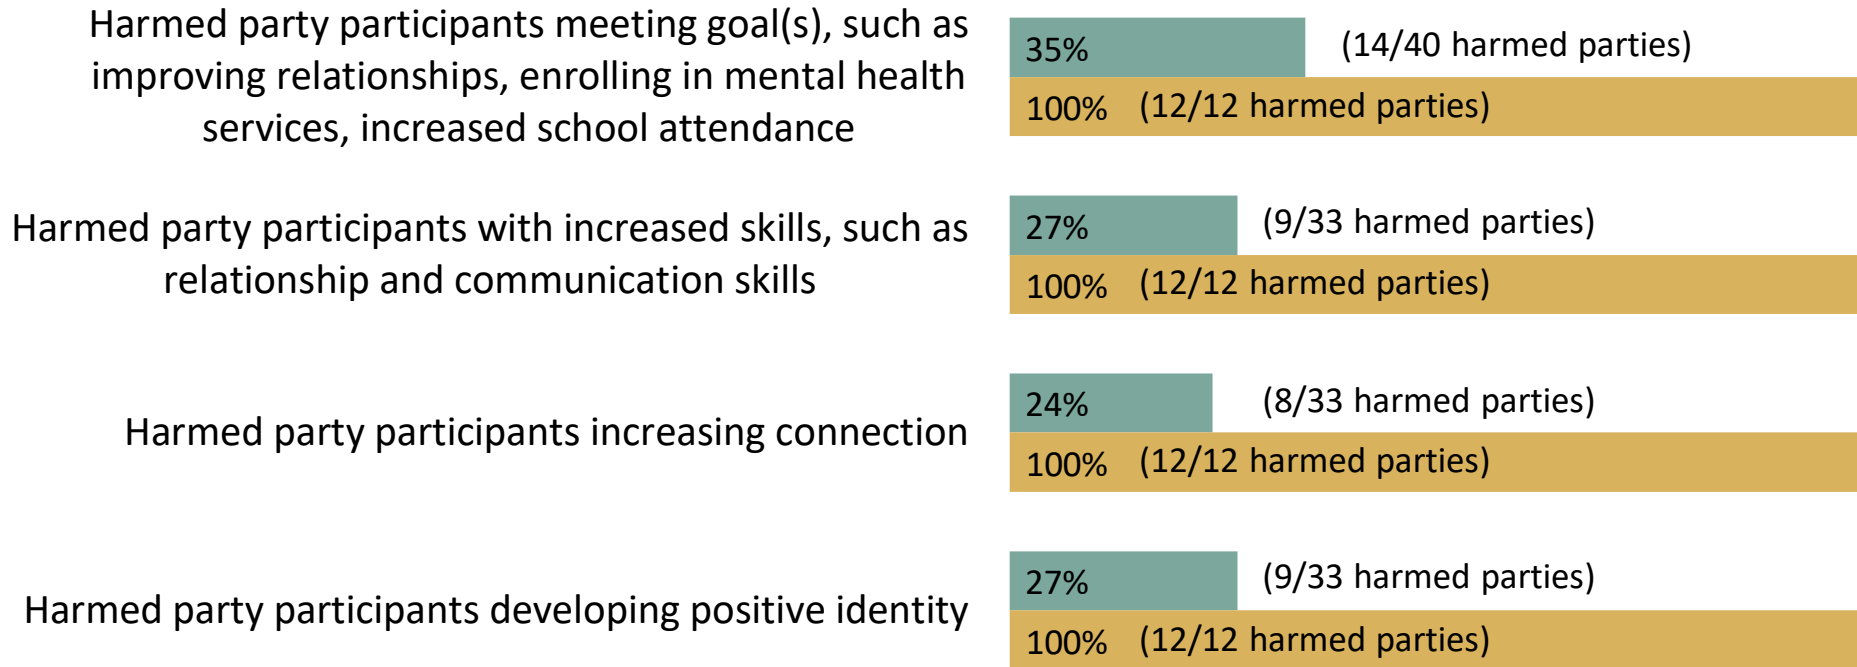 Harmed party participants meeting goal(s), such as
improving relationships, enrolling in mental health
services, increased school attendance
35% (14/40 harmed parties)
100% (12/12 harmed parties)
Harmed party participants with increased skills, such as
relationship and communication skills
27% (9/33 harmed parties)
100% (12/12 harmed parties)
Harmed party participants increasing connection
24% (8/33 harmed parties)
100% (12/12 harmed parties)
Harmed party participants developing positive identity
27% (9/33 harmed parties)
100% (12/12 harmed parties)